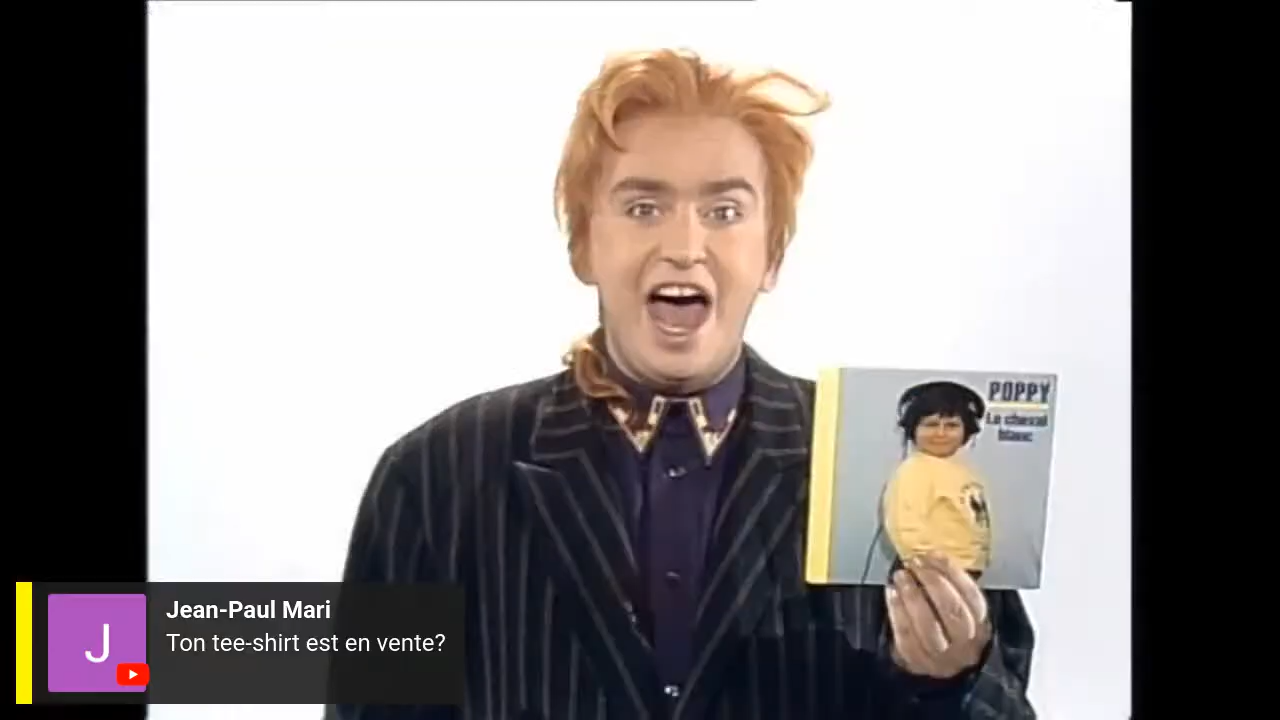 POPPY
Le cheval
blanc
J
Jean-Paul Mari
Ton tee-shirt est en vente?